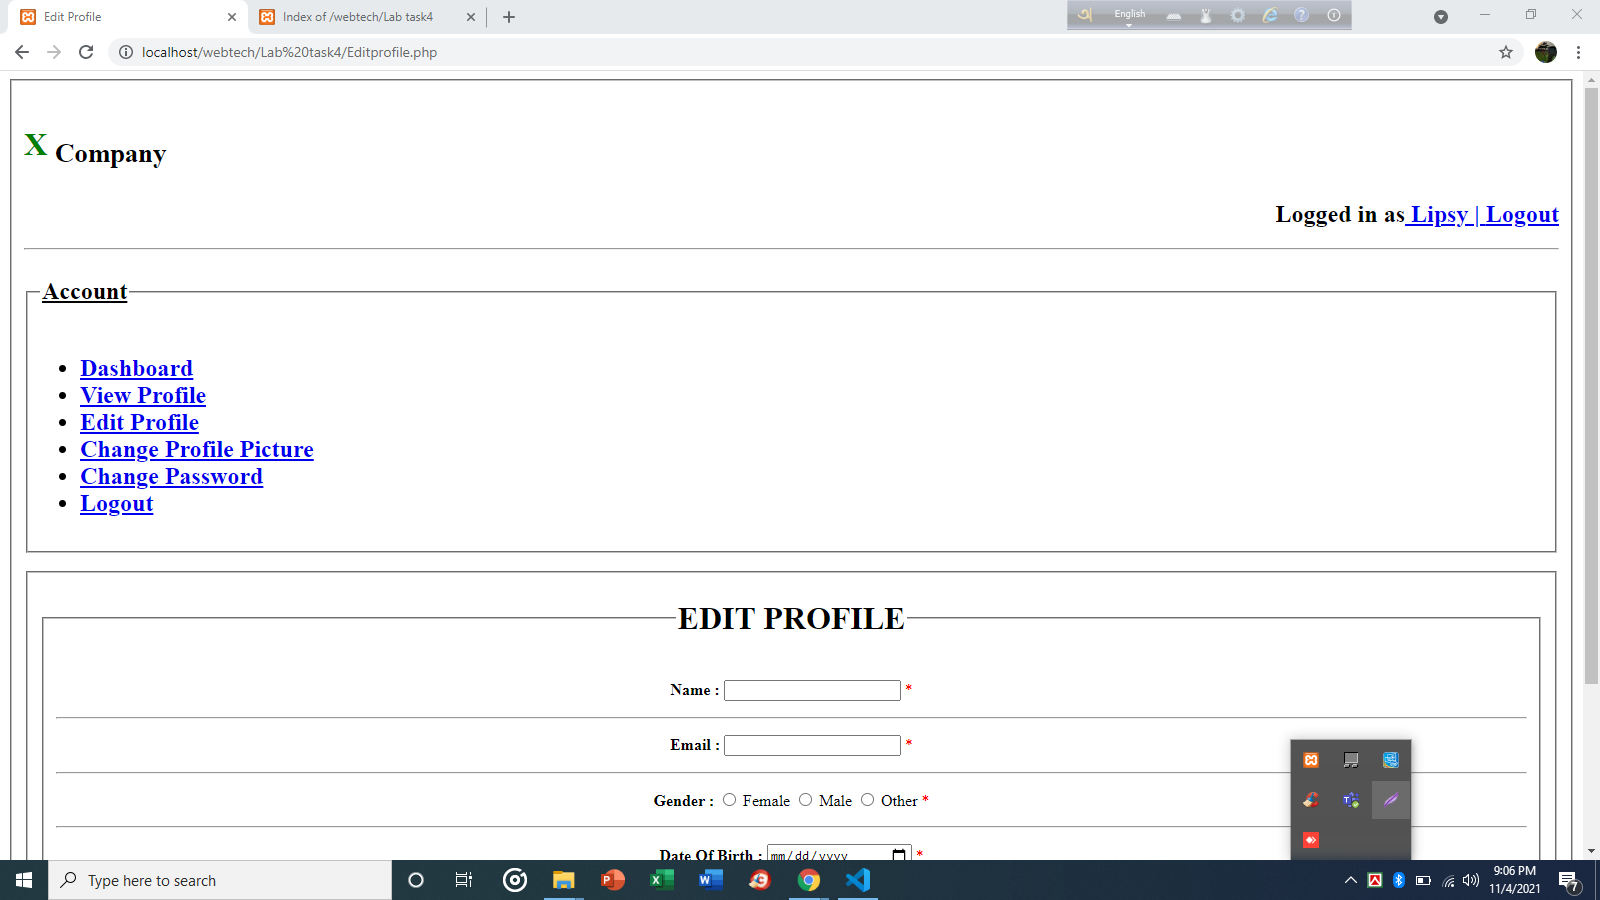 Edit Profile
Index of /webtech/Lab task4
English
localhost/webtech/Lab%20task4/Editprofile.php
X Company
Logged in as Lipsy | Logout
Account
Dashboard
View Profile
Edit Profile
Change Profile Picture
Change Password
Logout
EDIT PROFILE
Name : *
Email : *
Gender : Female Male Other *
Date Of Birth : mm/dd/yyyy *
Type here to search
9:06 PM
11/4/2021
7